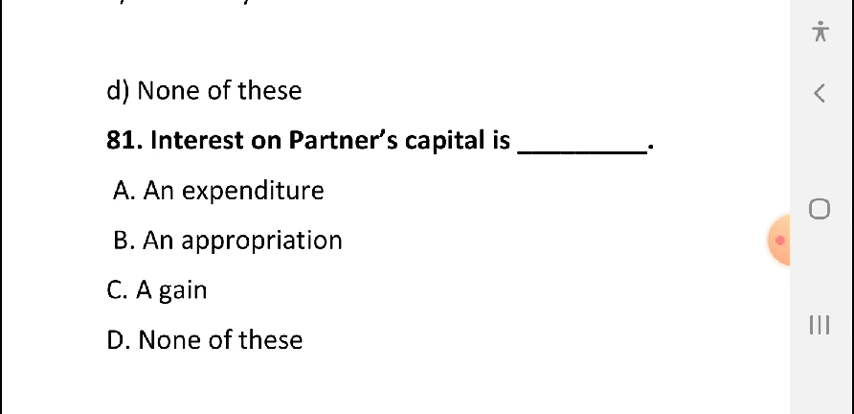 d) None of these
81. Interest on Partner's capital is _________.
A. An expenditure
B. An appropriation
C. A gain
D. None of these